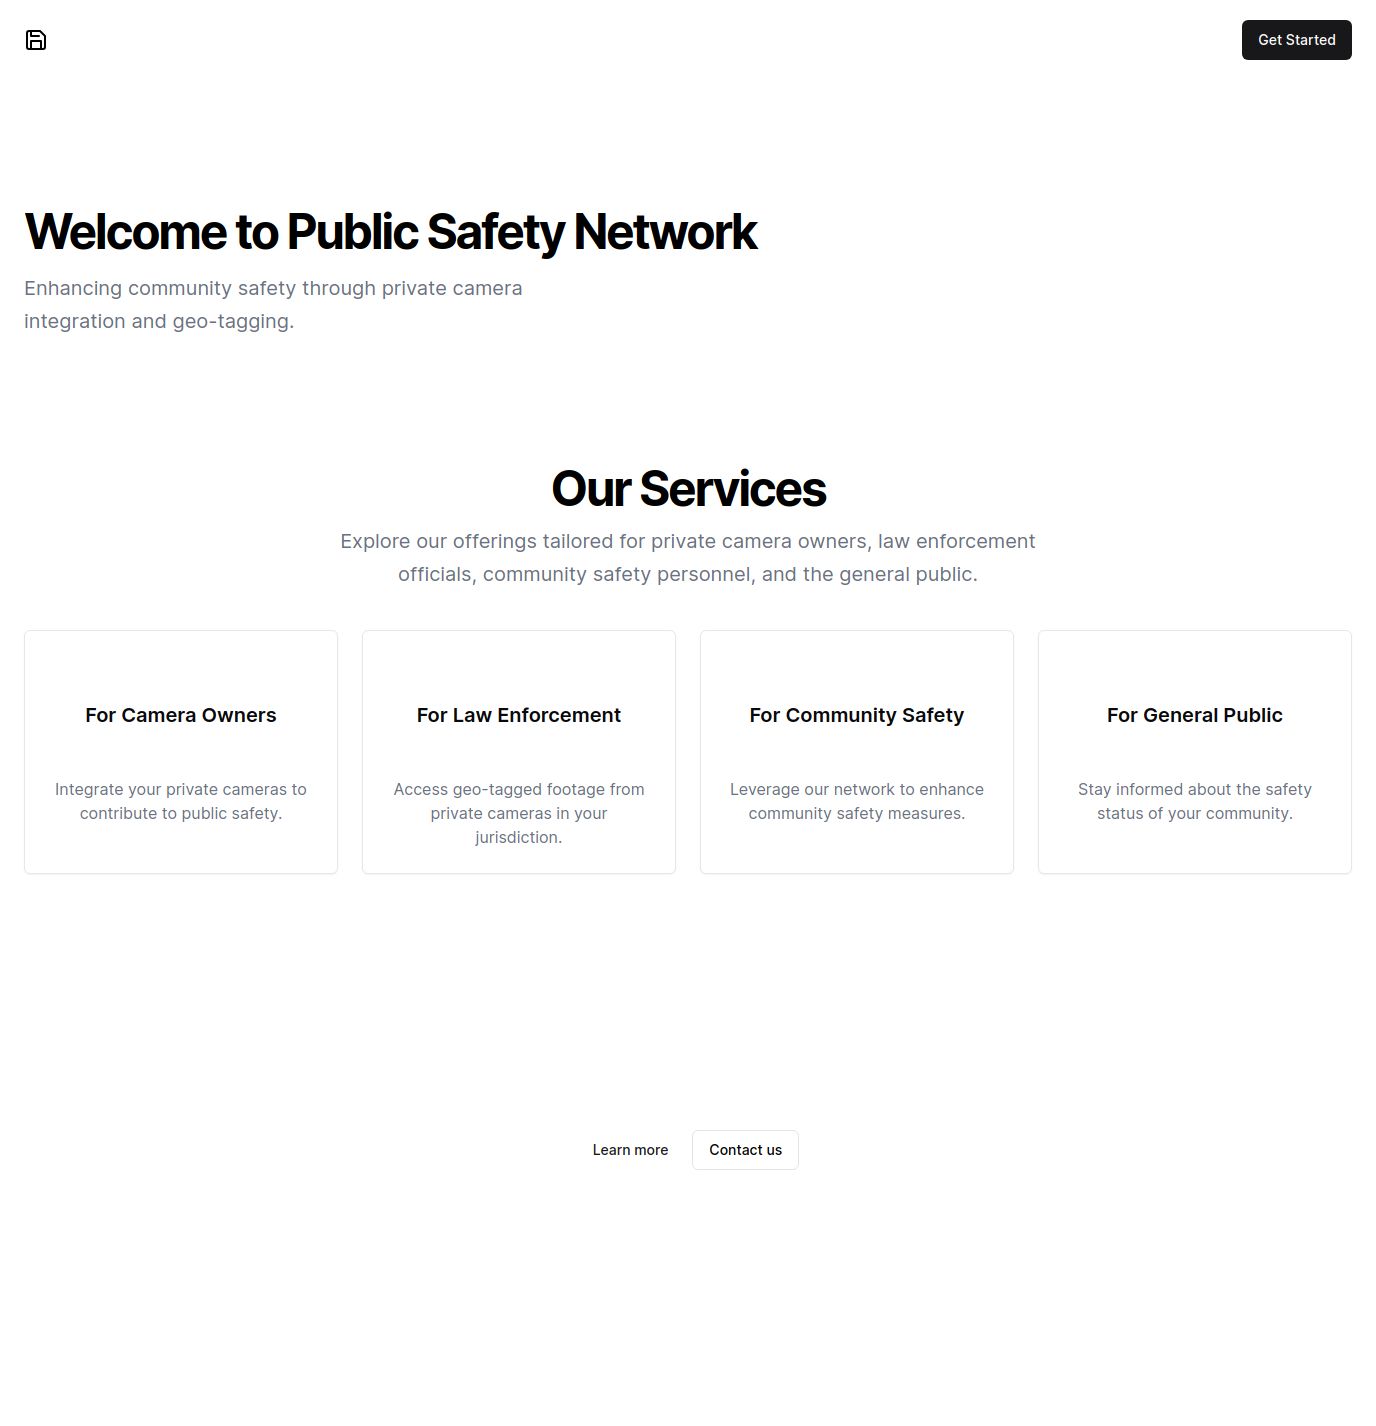 Get Started
Welcome to Public Safety Network
Enhancing community safety through private camera
integration and geo-tagging.
Our Services
Explore our offerings tailored for private camera owners, law enforcement
officials, community safety personnel, and the general public.
For Camera Owners
Integrate your private cameras to
contribute to public safety.
For Law Enforcement
Access geo-tagged footage from
private cameras in your
jurisdiction.
For Community Safety
Leverage our network to enhance
community safety measures.
For General Public
Stay informed about the safety
status of your community.
Learn more
Contact us